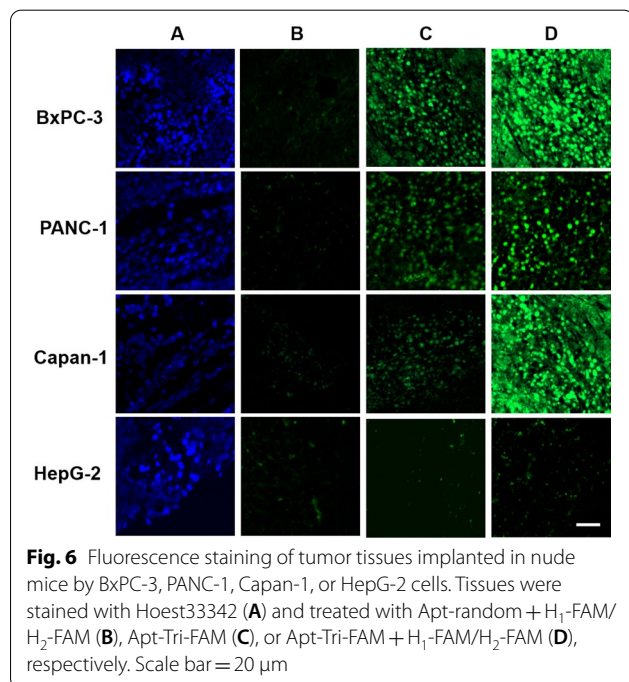 A B C D
BxPC-3
PANC-1
Capan-1
HepG-2
Fig. 6 Fluorescence staining of tumor tissues implanted in nude
mice by BxPC-3, PANC-1, Capan-1, or HepG-2 cells. Tissues were
stained with Hoest33342 (A) and treated with Apt-random + H₁-FAM/
H₂-FAM (B), Apt-Tri-FAM (C), or Apt-Tri-FAM + H₁-FAM/H₂-FAM (D),
respectively. Scale bar = 20 μm